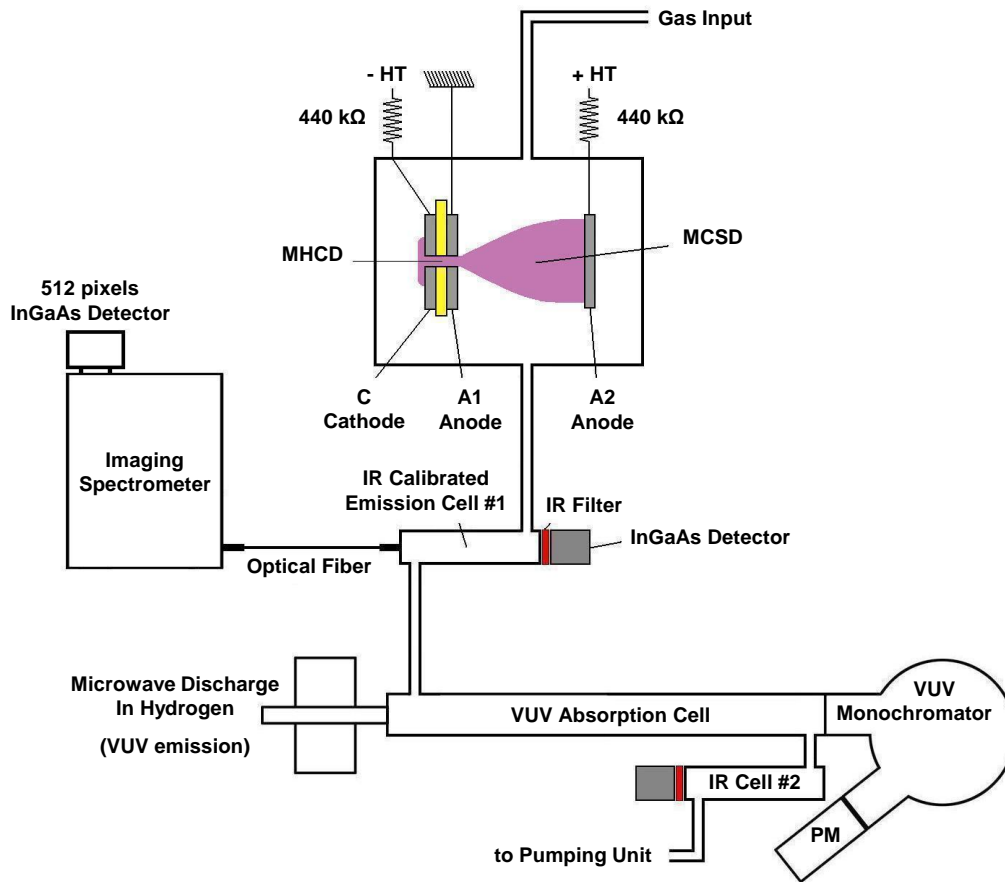 Gas Input
- HT
+ HT
440 kΩ
440 kΩ
MHCD
MCSD
512 pixels
InGaAs Detector
C
Cathode
A1
Anode
A2
Anode
Imaging
Spectrometer
IR Calibrated
Emission Cell #1
IR Filter
InGaAs Detector
Optical Fiber
Microwave Discharge
In Hydrogen
(VUV emission)
VUV Absorption Cell
VUV
Monochromator
IR Cell #2
PM
to Pumping Unit